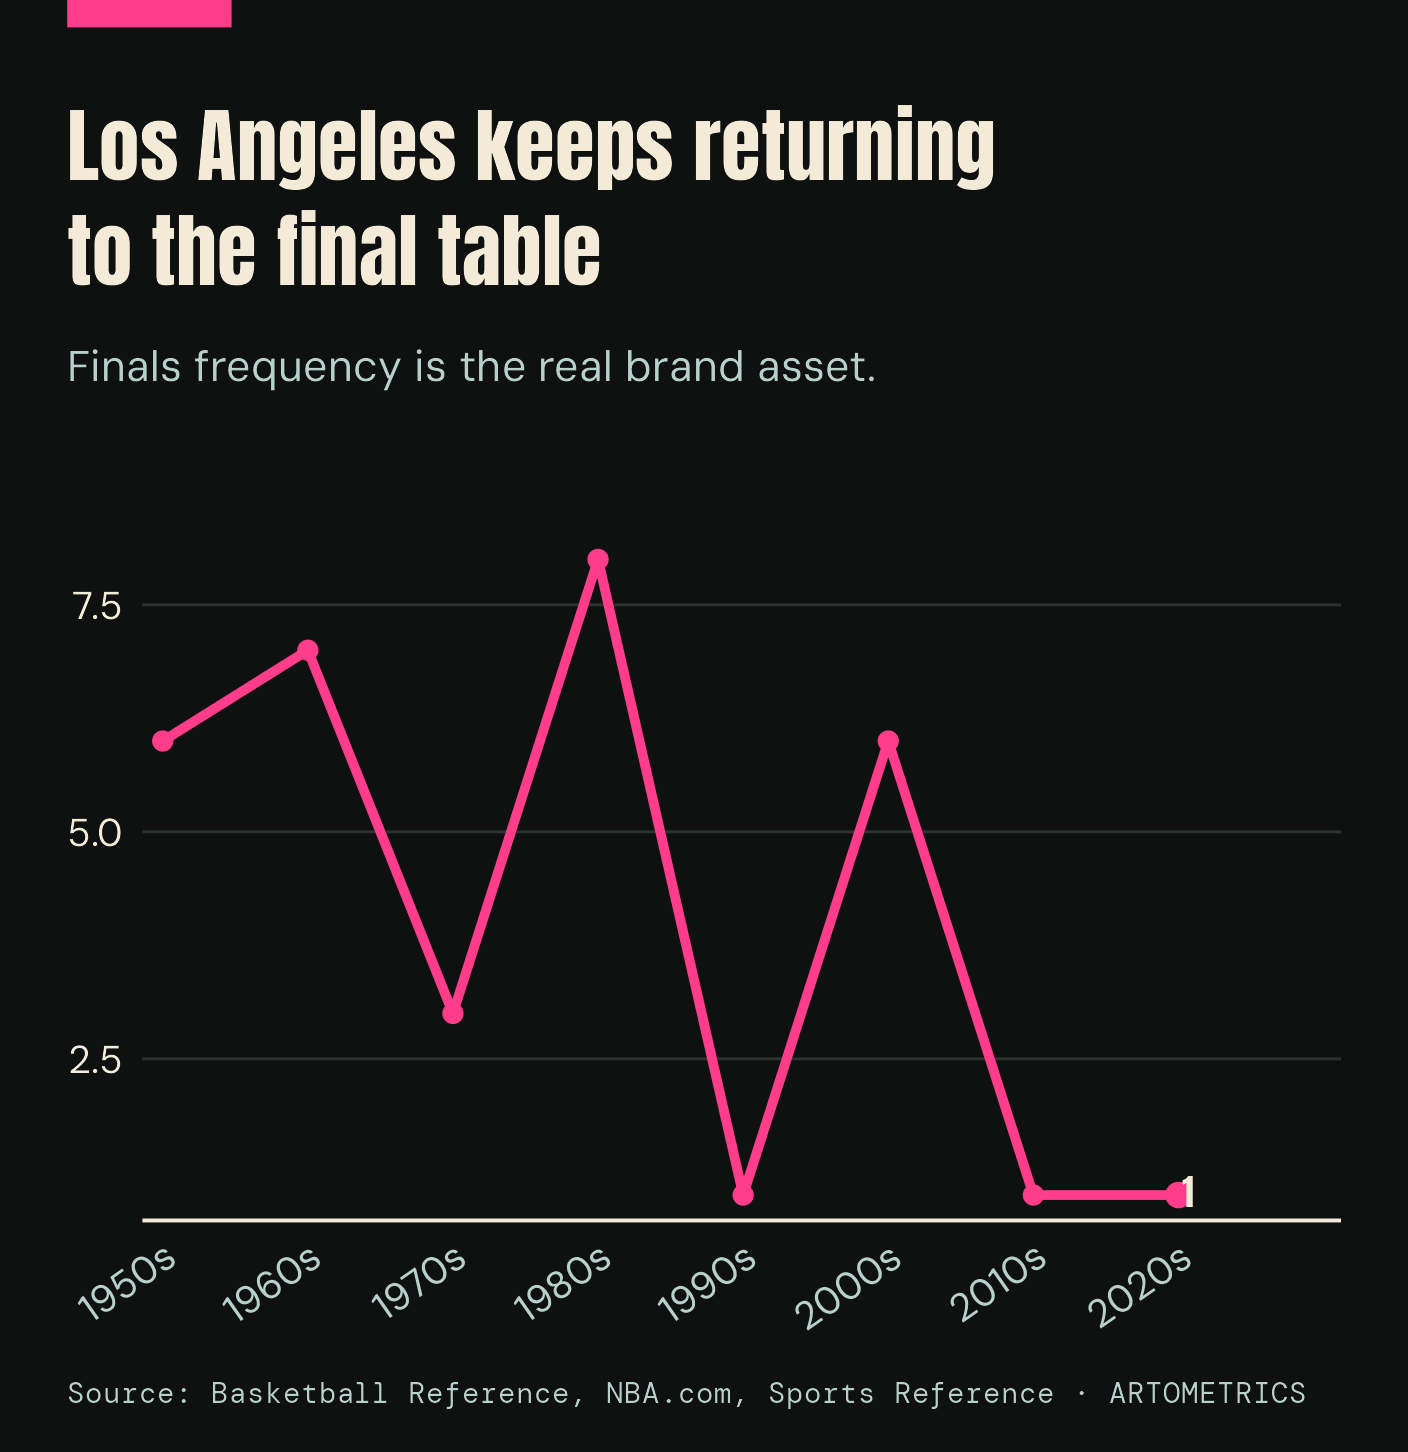 Los Angeles keeps returning
to the final table
Finals frequency is the real brand asset.
7.5
5.0
2.5
1
1950s
1960s
1970s
1980s
1990s
2000s
2010s
2020s
Source: Basketball Reference, NBA.com, Sports Reference · ARTOMETRICS